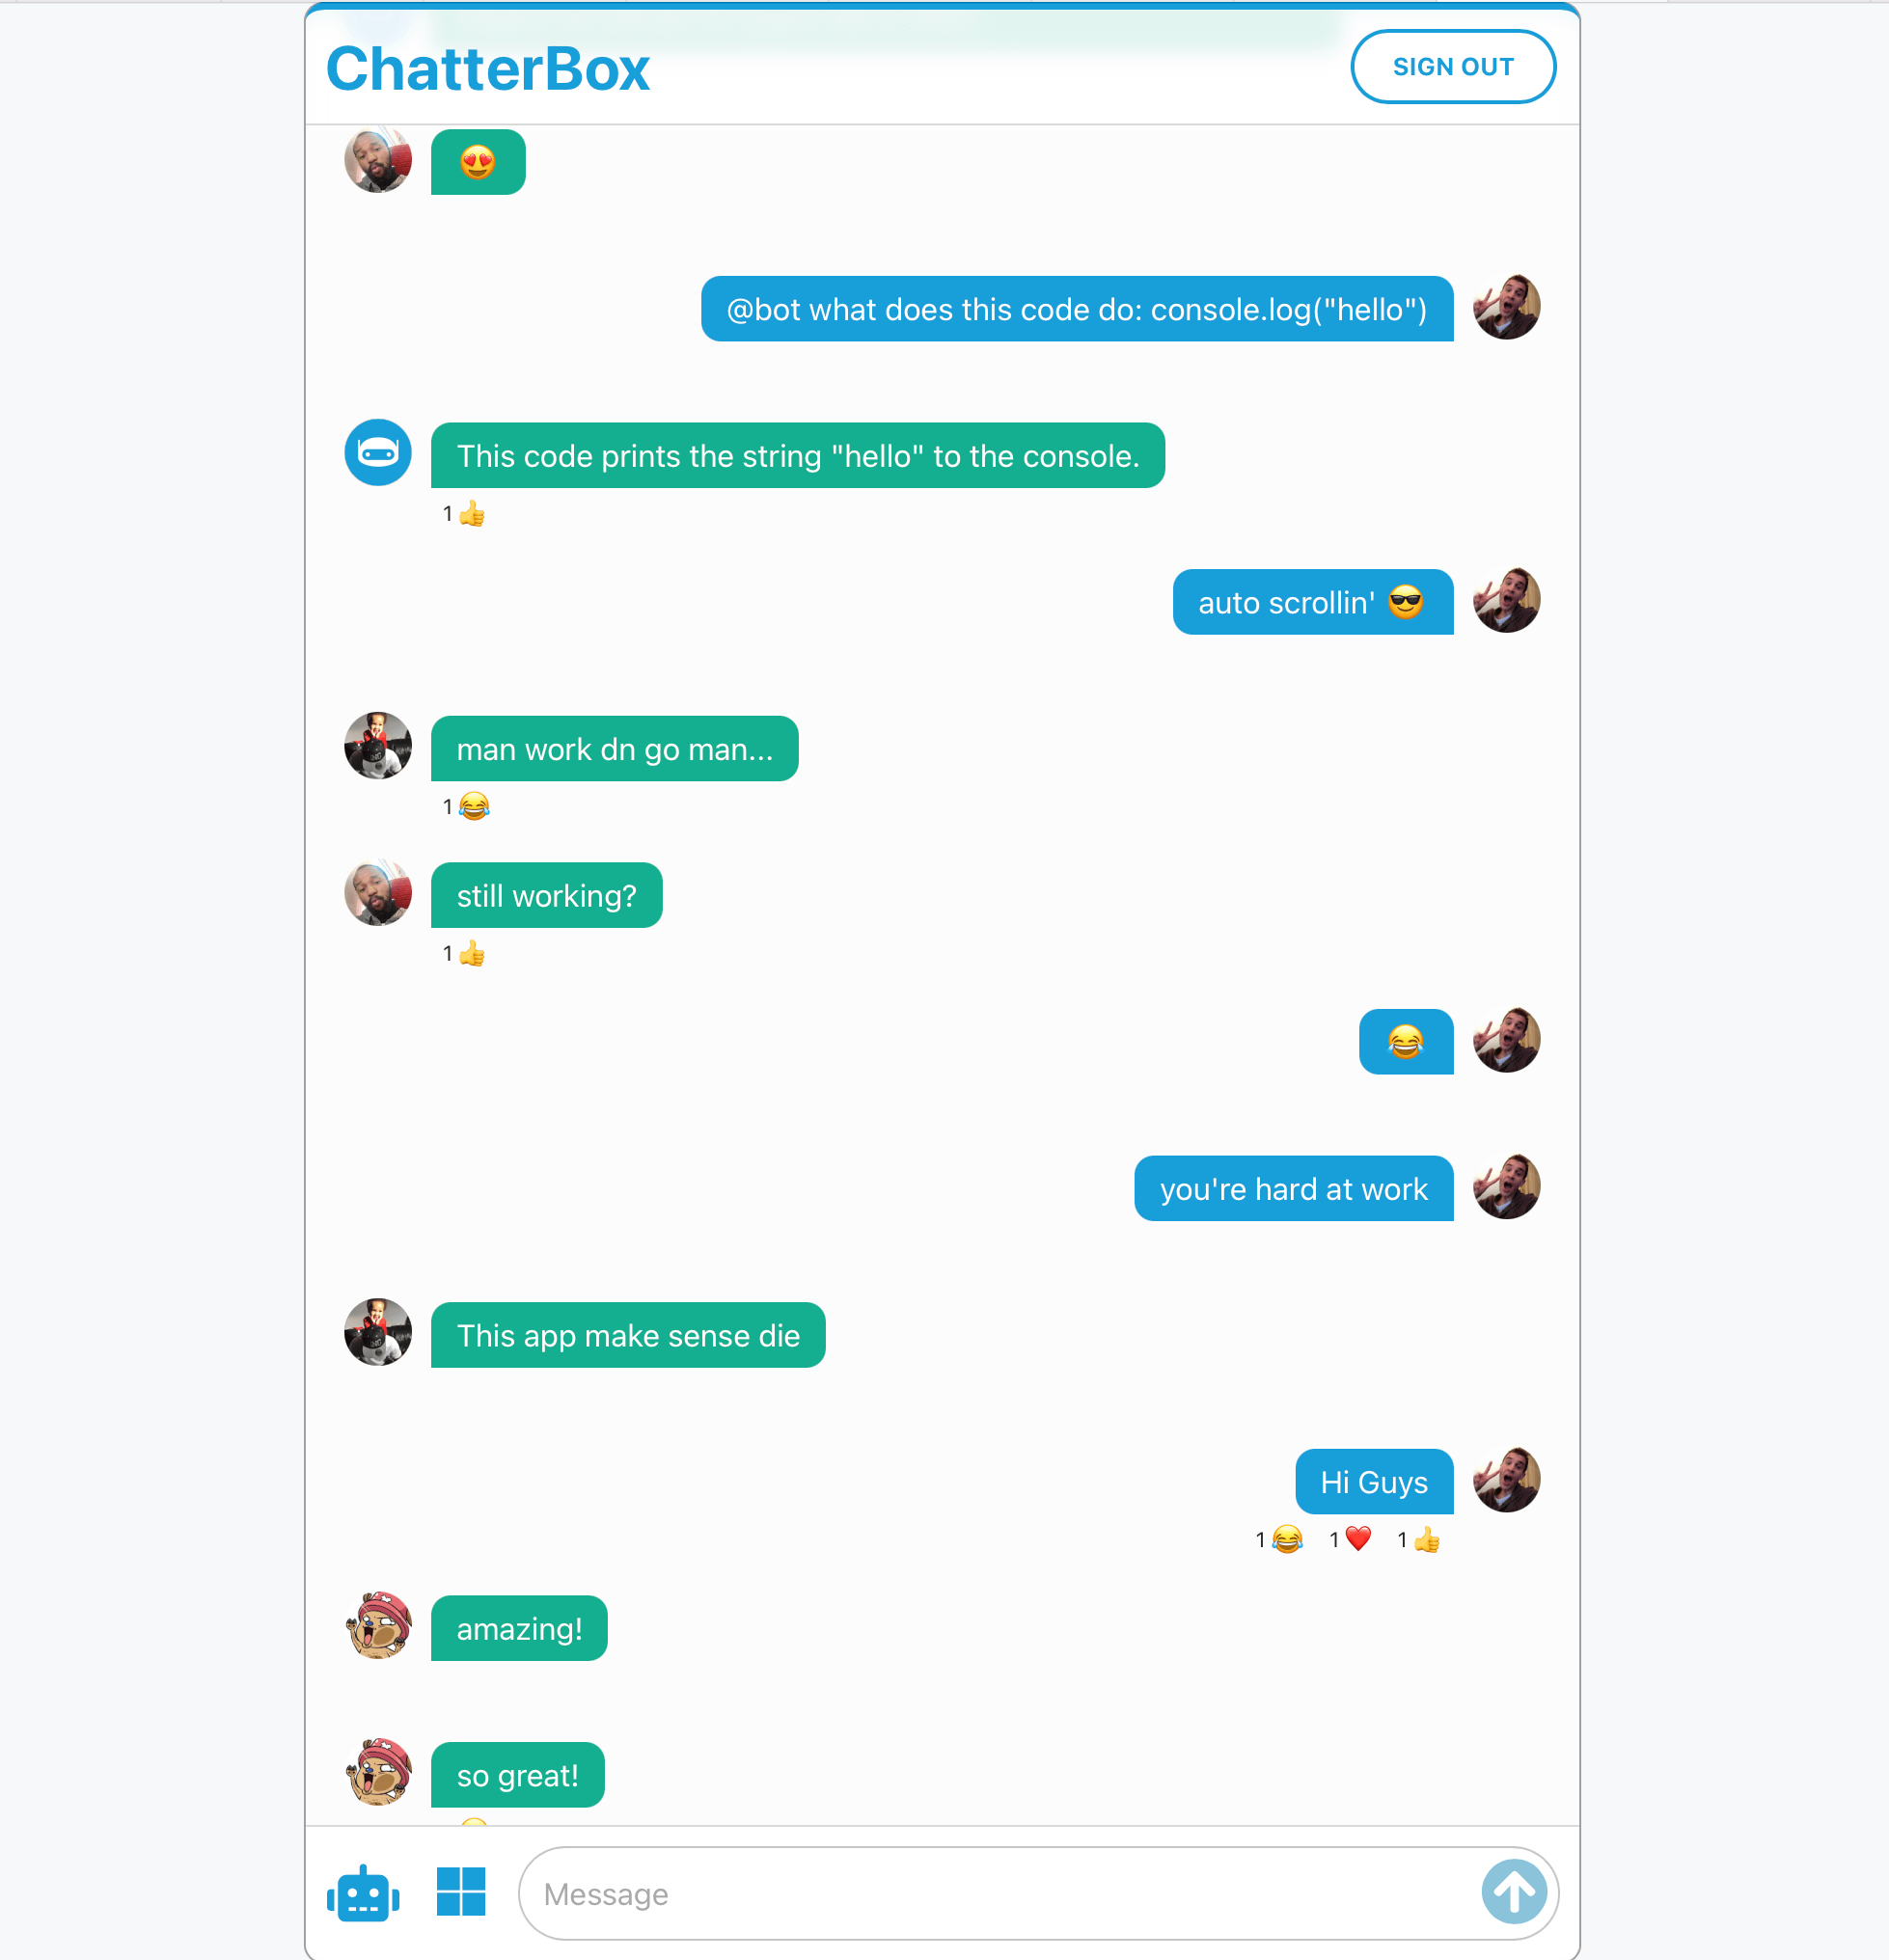 ChatterBox
SIGN OUT
😍
@bot what does this code do: console.log("hello")
This code prints the string "hello" to the console.
1 👍
auto scrollin' 😎
man work dn go man...
1 😂
still working?
1 👍
😂
you're hard at work
This app make sense die
Hi Guys
1 😂 1 ❤️ 1 👍
amazing!
so great!
Message